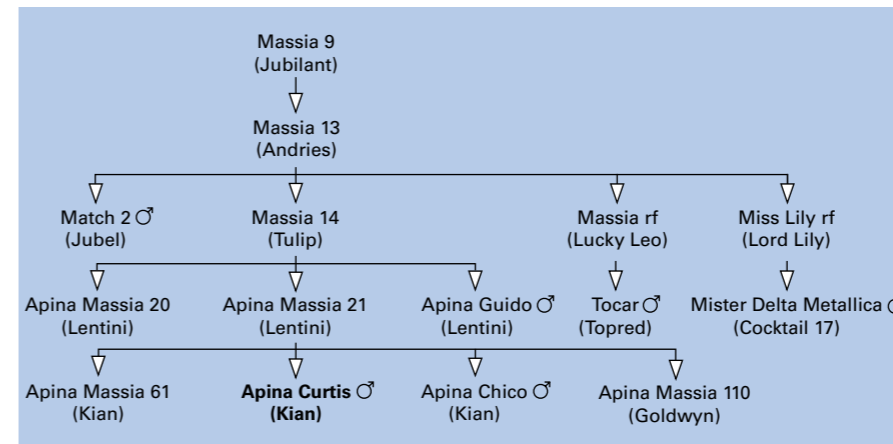 Massia 9
(Jubilant)
Massia 13
(Andries)
Match 2 ♂ Massia 14 Massia rf Miss Lily rf
(Jubel) (Tulip) (Lucky Leo) (Lord Lily)
Apina Massia 20 Apina Massia 21 Apina Guido ♂ Tocar ♂ Mister Delta Metallica ♂
(Lentini) (Lentini) (Lentini) (Topred) (Cocktail 17)
Apina Massia 61 Apina Curtis ♂ Apina Chico ♂ Apina Massia 110
(Kian) (Kian) (Kian) (Goldwyn)